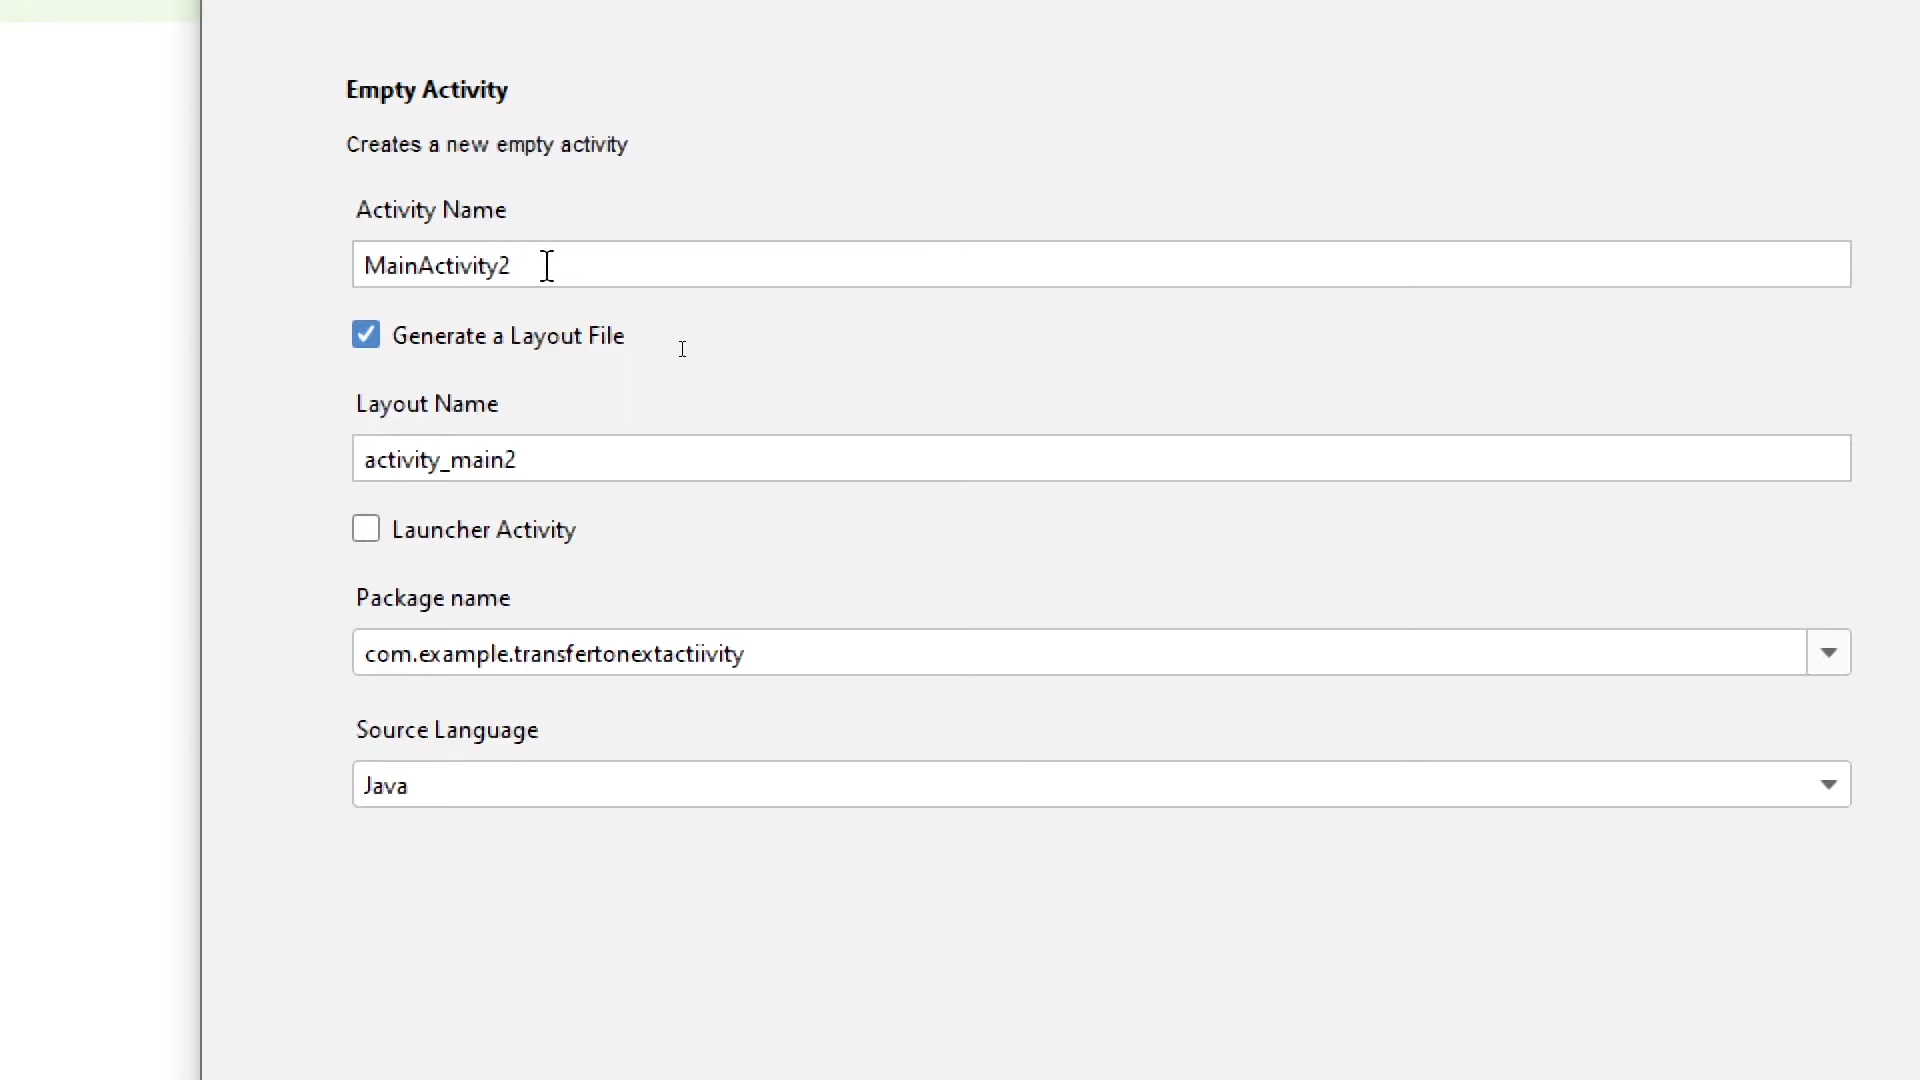 Empty Activity
Creates a new empty activity
Activity Name
MainActivity2
Generate a Layout File
Layout Name
activity_main2
Launcher Activity
Package name
com.example.transfertonextactiivity
Source Language
Java